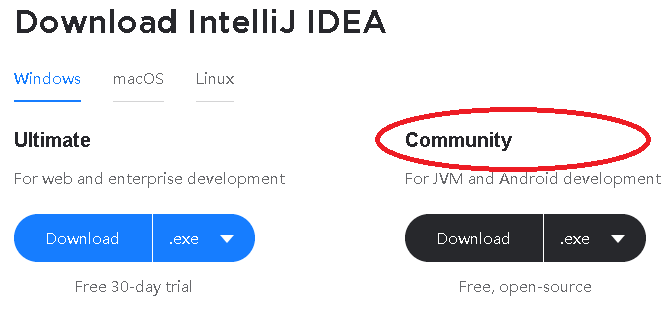 Download IntelliJ IDEA
Windows macOS Linux
Ultimate
For web and enterprise development
Download .exe
Free 30-day trial
Community
For JVM and Android development
Download .exe
Free, open-source